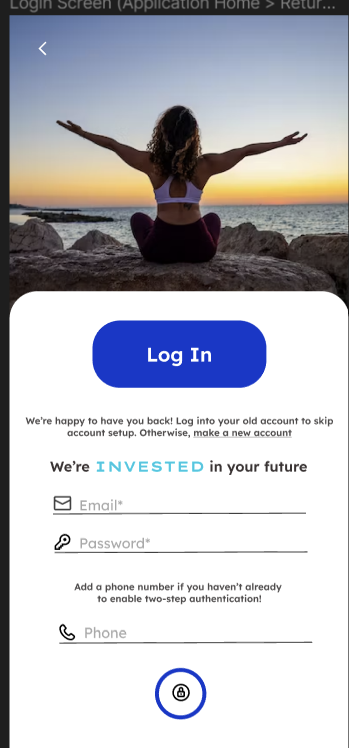 Login Screen (Application Home > Retur...
Log In
We're happy to have you back! Log into your old account to skip
account setup. Otherwise, make a new account
We're INVESTED in your future
Email*
Password*
Add a phone number if you haven't already
to enable two-step authentication!
Phone